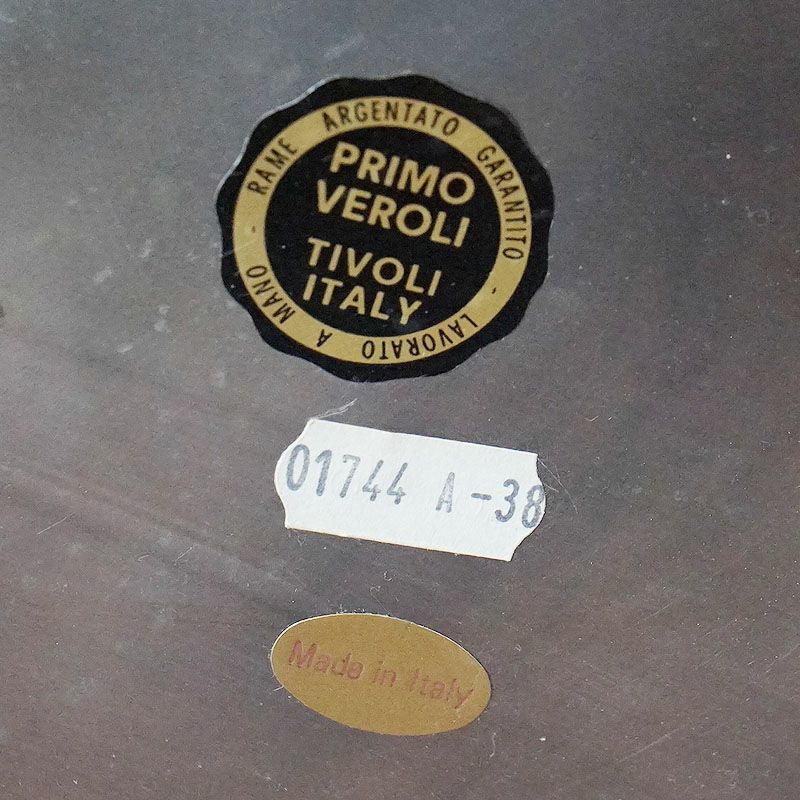 RAME ARGENTATO GARANTITO - LAVORATO A MANO -
PRIMO
VEROLI
TIVOLI
ITALY
01744 A-38
Made in Italy